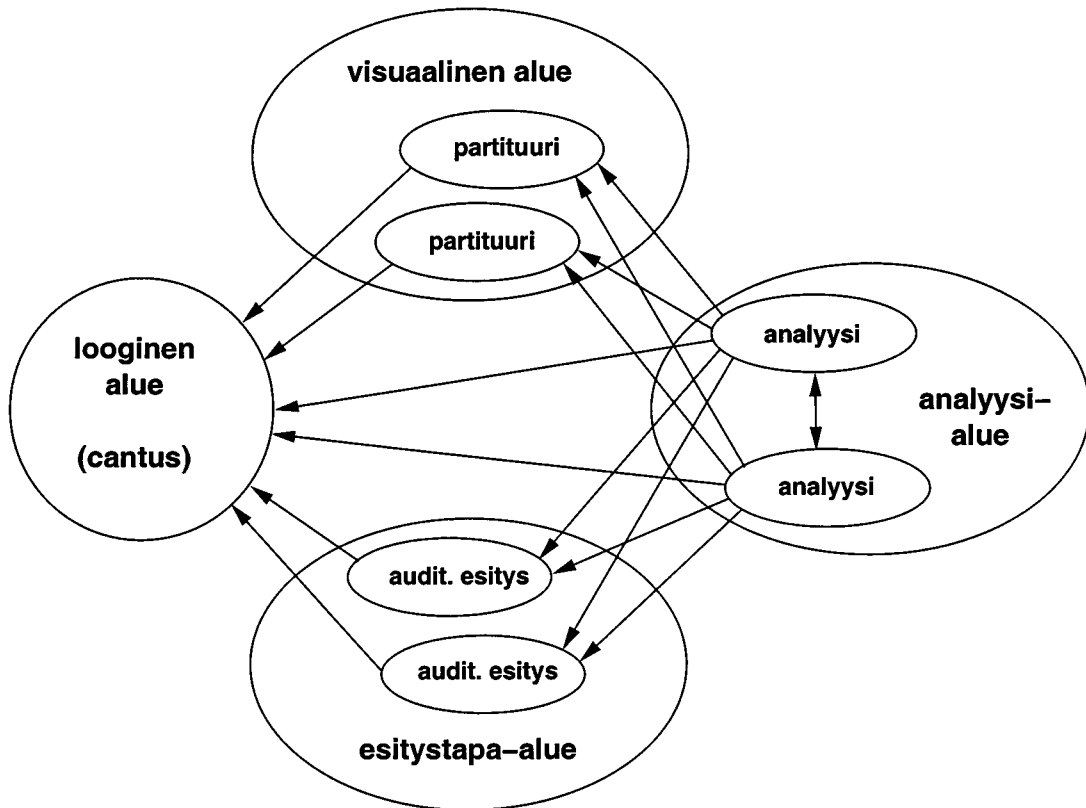 visuaalinen alue
partituuri
partituuri
looginen
alue
(cantus)
analyysi
analyysi–
alue
analyysi
audit. esitys
audit. esitys
esitystapa–alue